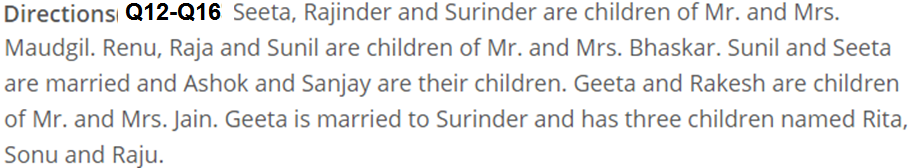 Directions( Q12-Q16 Seeta, Rajinder and Surinder are children of Mr. and Mrs.
Maudgil. Renu, Raja and Sunil are children of Mr. and Mrs. Bhaskar. Sunil and Seeta
are married and Ashok and Sanjay are their children. Geeta and Rakesh are children
of Mr. and Mrs. Jain. Geeta is married to Surinder and has three children named Rita,
Sonu and Raju.